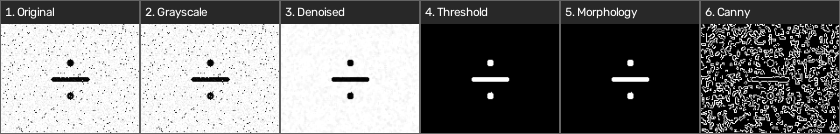 1. Original
2. Grayscale
3. Denoised
4. Threshold
5. Morphology
6. Canny
÷ ÷ ÷ ÷ ÷